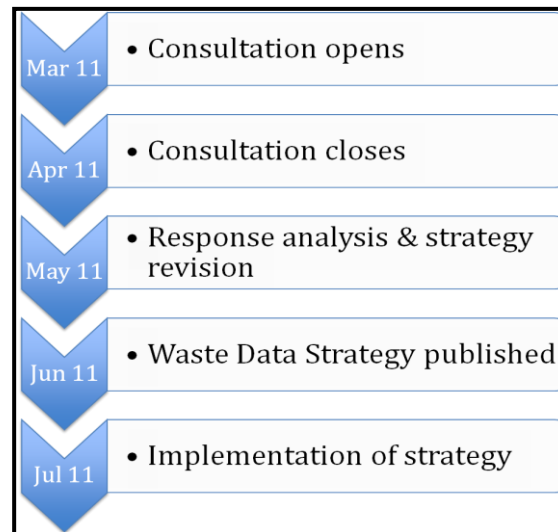 Mar 11
• Consultation opens
Apr 11
• Consultation closes
May 11
• Response analysis & strategy
revision
Jun 11
• Waste Data Strategy published
Jul 11
• Implementation of strategy